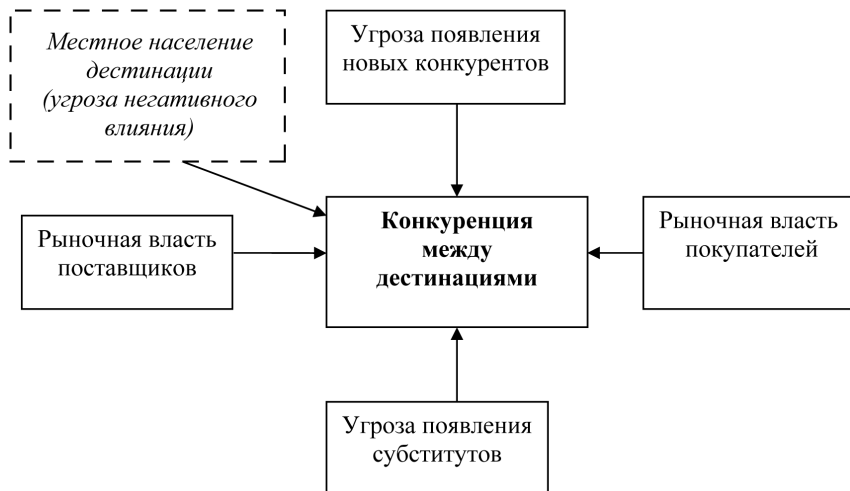 Местное население
дестинации
(угроза негативного
влияния)
Угроза появления
новых конкурентов
Рыночная власть
поставщиков
Конкуренция
между
дестинациями
Рыночная власть
покупателей
Угроза появления
субститутов